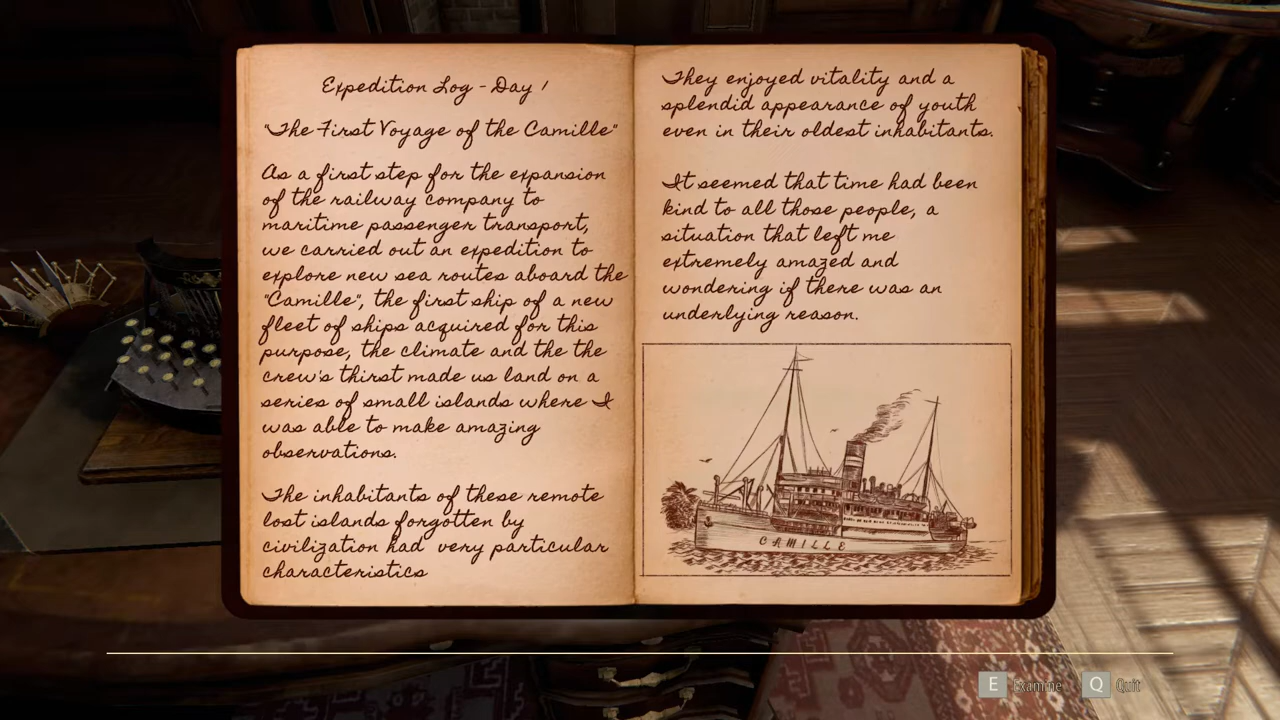 Expedition Log - Day 1
"The First Voyage of the Camille"
As a first step for the expansion
of the railway company to
maritime passenger transport,
we carried out an expedition to
explore new sea routes aboard the
"Camille", the first ship of a new
fleet of ships acquired for this
purpose, the climate and the the
crew's thirst made us land on a
series of small islands where I
was able to make amazing
observations.
The inhabitants of these remote
lost islands forgotten by
civilization had very particular
characteristics
They enjoyed vitality and a
splendid appearance of youth
even in their oldest inhabitants.
It seemed that time had been
kind to all those people, a
situation that left me
extremely amazed and
wondering if there was an
underlying reason.
CAMILLE
E Examine Q Quit